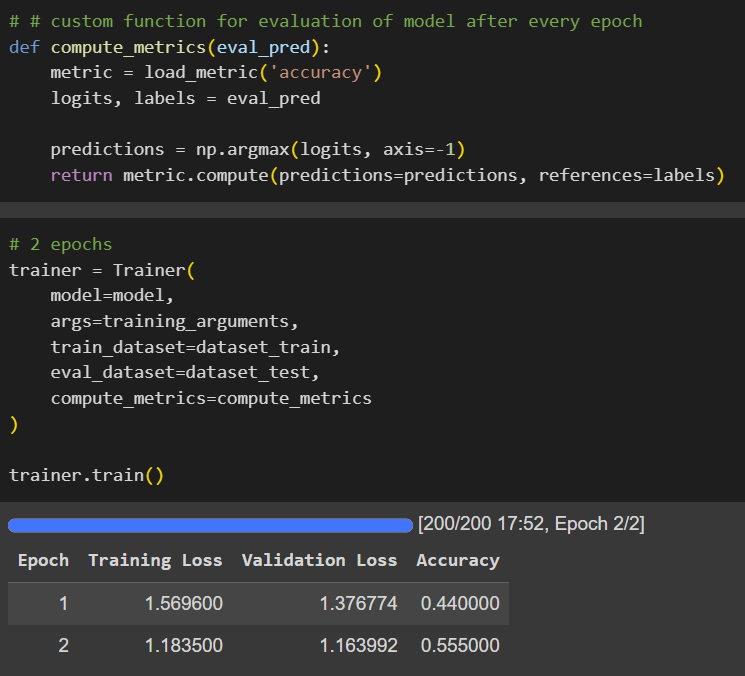 # # custom function for evaluation of model after every epoch
def compute_metrics(eval_pred):
    metric = load_metric('accuracy')
    logits, labels = eval_pred

    predictions = np.argmax(logits, axis=-1)
    return metric.compute(predictions=predictions, references=labels)

# 2 epochs
trainer = Trainer(
    model=model,
    args=training_arguments,
    train_dataset=dataset_train,
    eval_dataset=dataset_test,
    compute_metrics=compute_metrics
)

trainer.train()
[200/200 17:52, Epoch 2/2]
Epoch Training Loss Validation Loss Accuracy
1 1.569600 1.376774 0.440000
2 1.183500 1.163992 0.555000